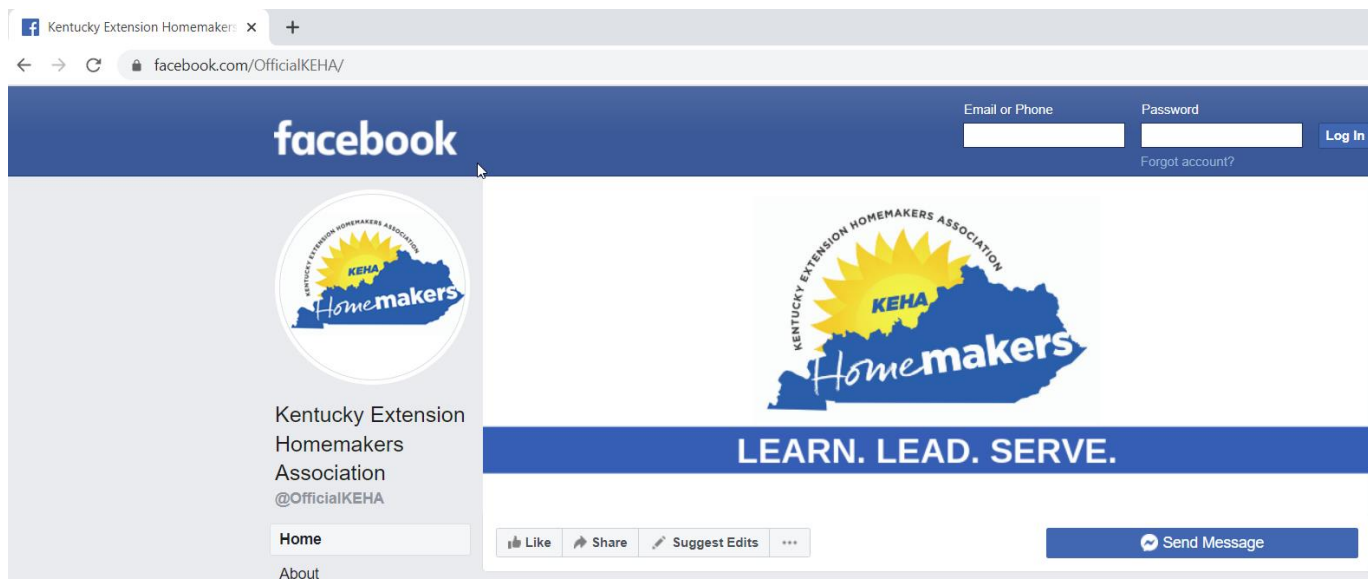 Kentucky Extension Homemakers
facebook.com/OfficialKEHA/
Email or Phone
Password
facebook
Log In
Forgot account?
KENTUCKY EXTENSION HOMEMAKERS ASSOCIATION
KEHA
Homemakers
KENTUCKY EXTENSION HOMEMAKERS ASSOCIATION
KEHA
Homemakers
Kentucky Extension
Homemakers
Association
@OfficialKEHA
LEARN. LEAD. SERVE.
Home
Like Share Suggest Edits ...
Send Message
About